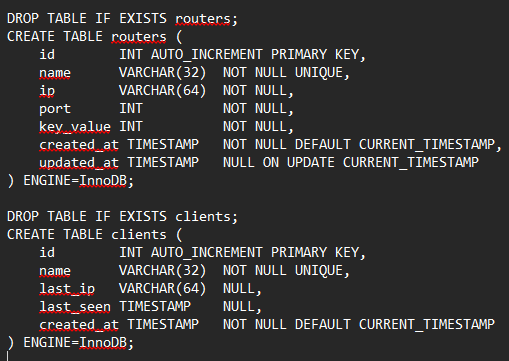 DROP TABLE IF EXISTS routers;
CREATE TABLE routers (
    id        INT AUTO_INCREMENT PRIMARY KEY,
    name      VARCHAR(32)  NOT NULL UNIQUE,
    ip        VARCHAR(64)  NOT NULL,
    port      INT          NOT NULL,
    key_value INT          NOT NULL,
    created_at TIMESTAMP   NOT NULL DEFAULT CURRENT_TIMESTAMP,
    updated_at TIMESTAMP   NULL ON UPDATE CURRENT_TIMESTAMP
) ENGINE=InnoDB;

DROP TABLE IF EXISTS clients;
CREATE TABLE clients (
    id        INT AUTO_INCREMENT PRIMARY KEY,
    name      VARCHAR(32)  NOT NULL UNIQUE,
    last_ip   VARCHAR(64)  NULL,
    last_seen TIMESTAMP    NULL,
    created_at TIMESTAMP   NOT NULL DEFAULT CURRENT_TIMESTAMP
) ENGINE=InnoDB;